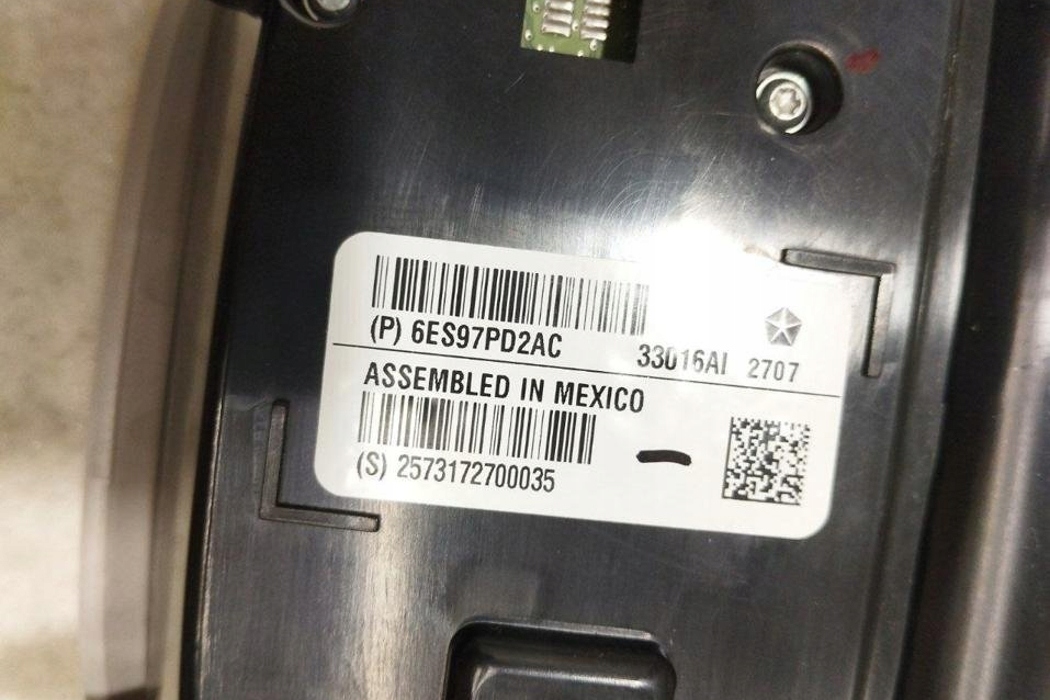 (P) 6ES97PD2AC 33016AI 2707
ASSEMBLED IN MEXICO
(S) 2573172700035